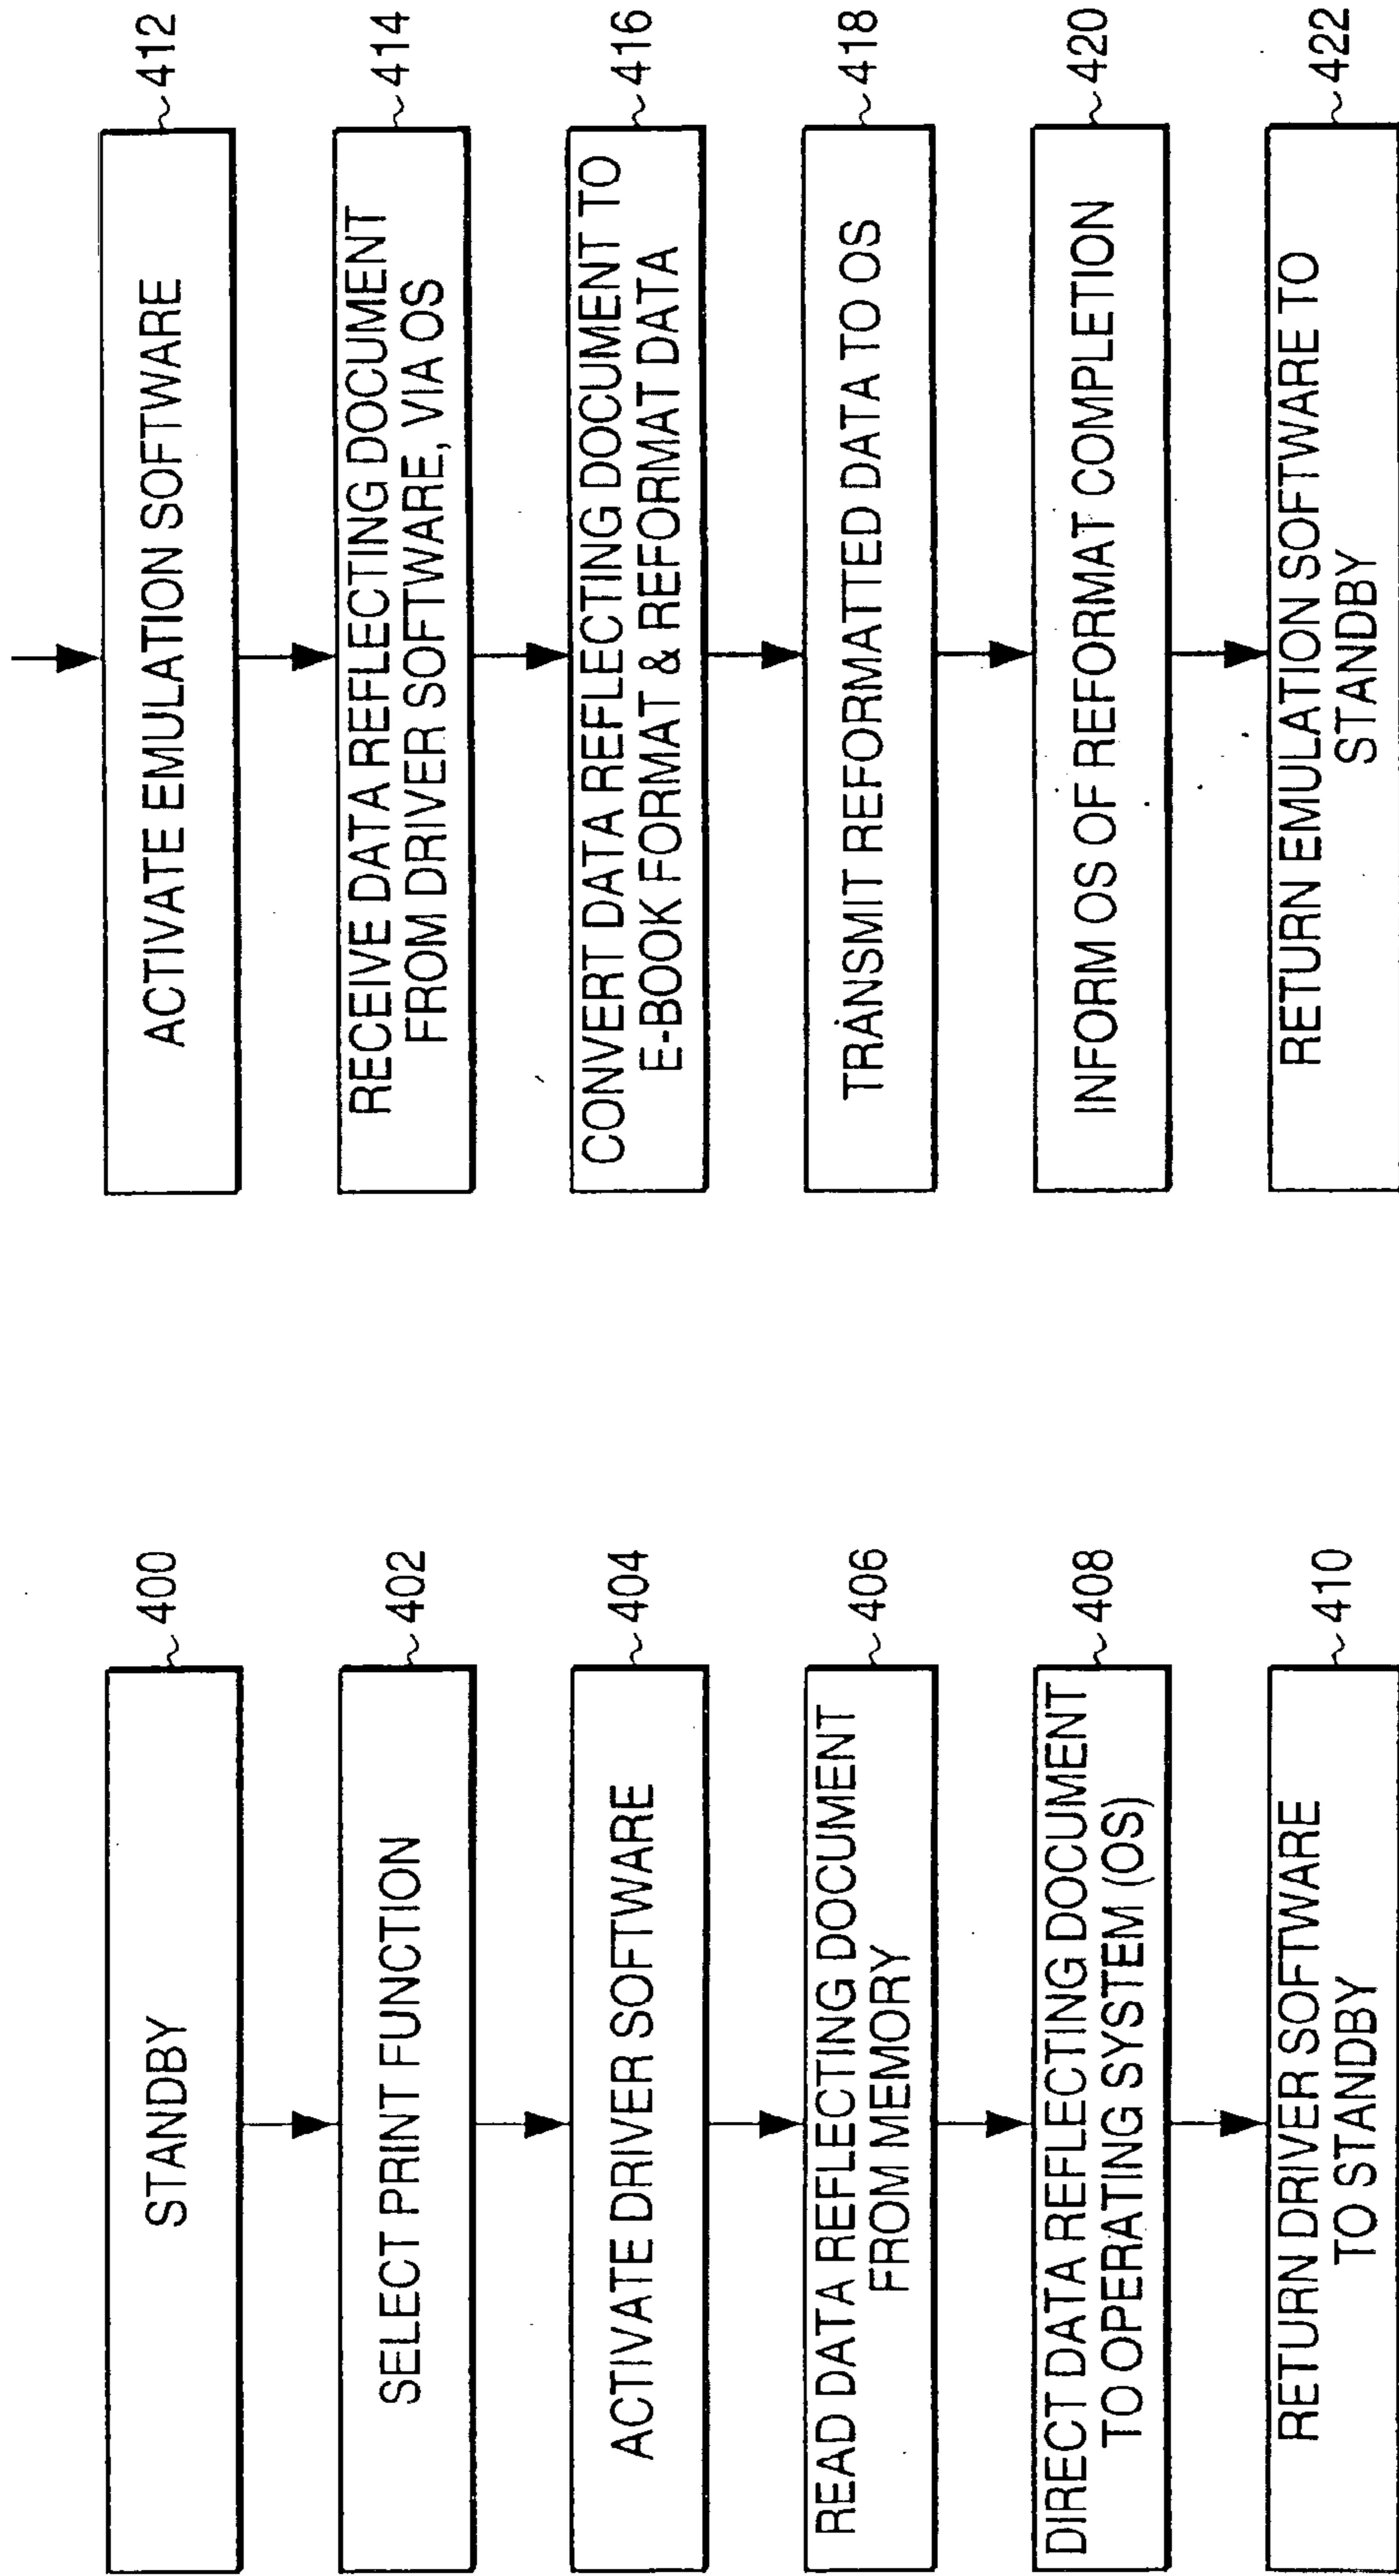 STANDBY
400
SELECT PRINT FUNCTION
402
ACTIVATE DRIVER SOFTWARE
404
READ DATA REFLECTING DOCUMENT
FROM MEMORY
406
DIRECT DATA REFLECTING DOCUMENT
TO OPERATING SYSTEM (OS)
408
RETURN DRIVER SOFTWARE
TO STANDBY
410
ACTIVATE EMULATION SOFTWARE
412
RECEIVE DATA REFLECTING DOCUMENT
FROM DRIVER SOFTWARE, VIA OS
414
CONVERT DATA REFLECTING DOCUMENT TO
E-BOOK FORMAT & REFORMAT DATA
416
TRANSMIT REFORMATTED DATA TO OS
418
INFORM OS OF REFORMAT COMPLETION
420
RETURN EMULATION SOFTWARE TO
STANDBY
422